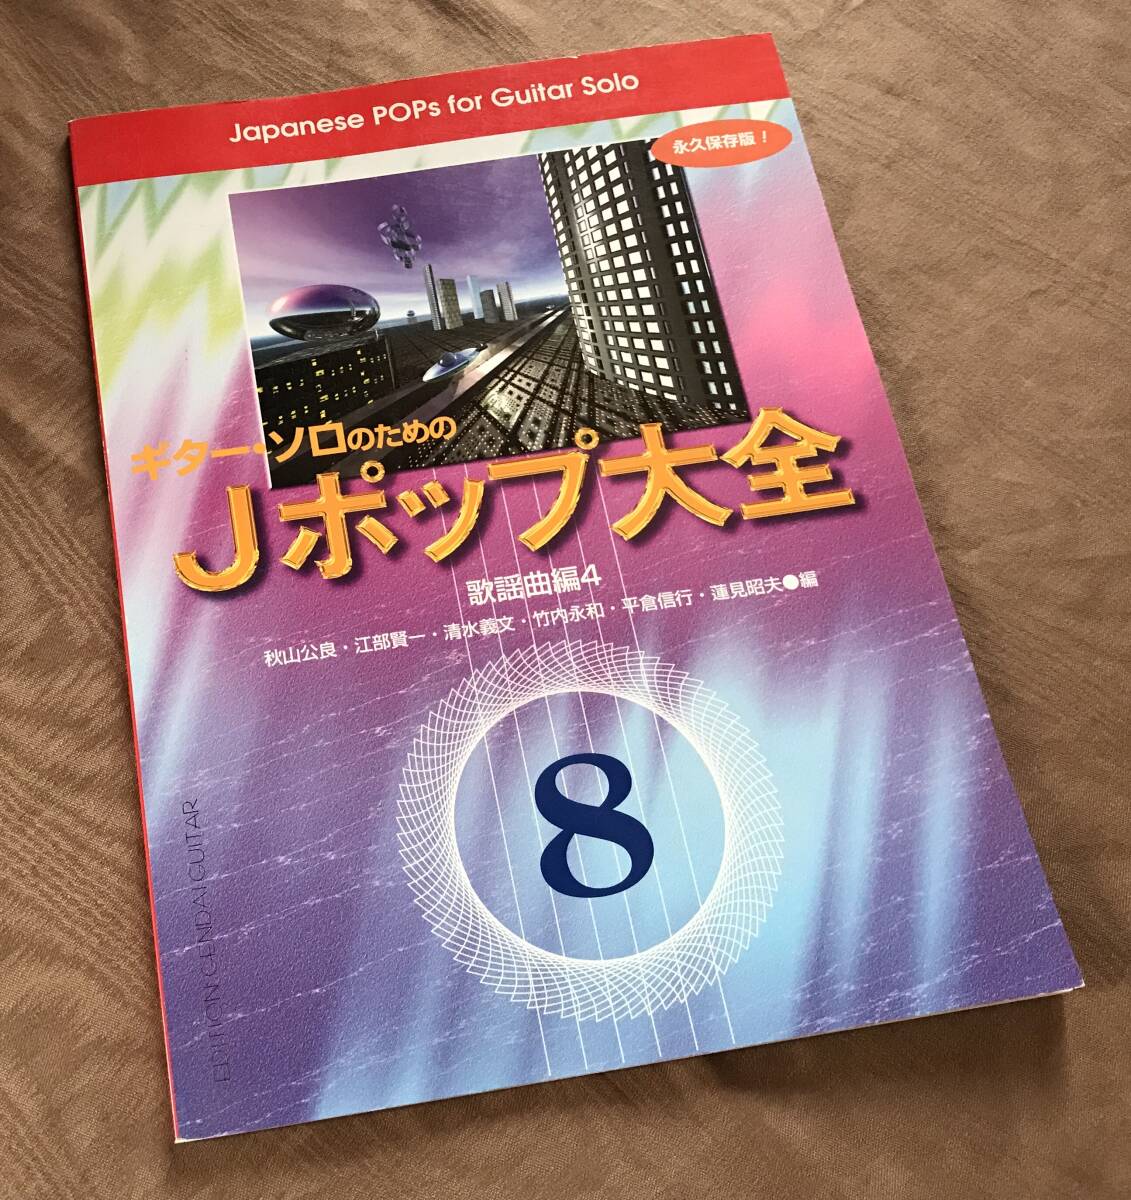 Japanese POPs for Guitar Solo
永久保存版!
ギター・ソロのための
Jポップ大全
歌謡曲編4
秋山公良・江部賢一・清水義文・竹内永和・平倉信行・蓮見昭夫●編
8
EDITION GENDAI GUITAR